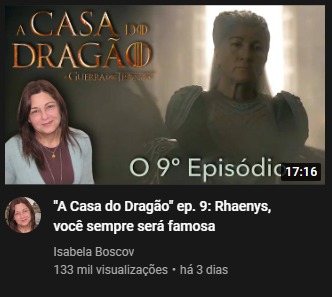 A CASA DO
DRAGÃO
O 9º Episódio
17:16
"A Casa do Dragão" ep. 9: Rhaenys,
você sempre será famosa
Isabela Boscov
133 mil visualizações • há 3 dias